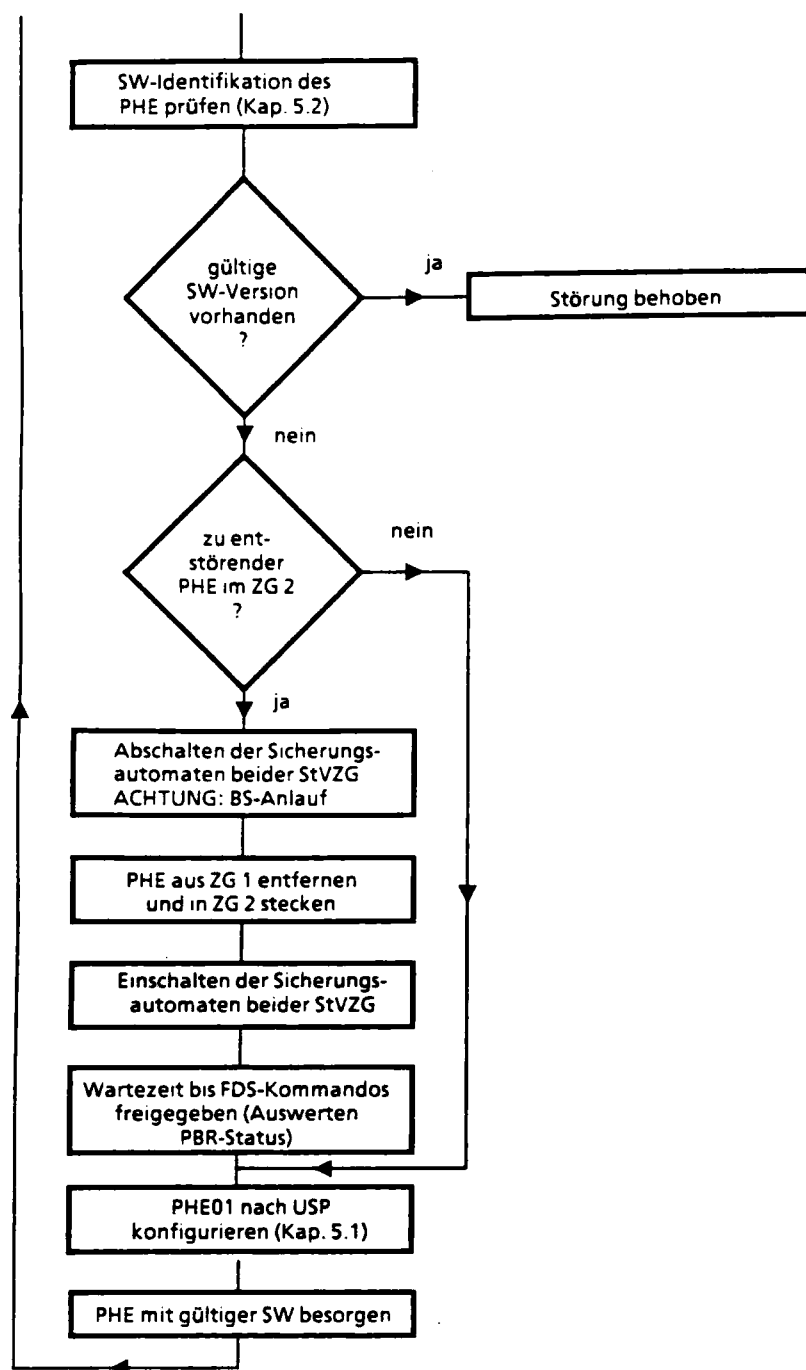 SW-Identifikation des
PHE prüfen (Kap. 5.2)
gültige
SW-Version
vorhanden
?
ja
Störung behoben
nein
zu ent-
störender
PHE im ZG 2
?
nein
ja
Abschalten der Sicherungs-
automaten beider StVZG
ACHTUNG: BS-Anlauf
PHE aus ZG 1 entfernen
und in ZG 2 stecken
Einschalten der Sicherungs-
automaten beider StVZG
Wartezeit bis FDS-Kommandos
freigegeben (Auswerten
PBR-Status)
PHE01 nach USP
konfigurieren (Kap. 5.1)
PHE mit gültiger SW besorgen